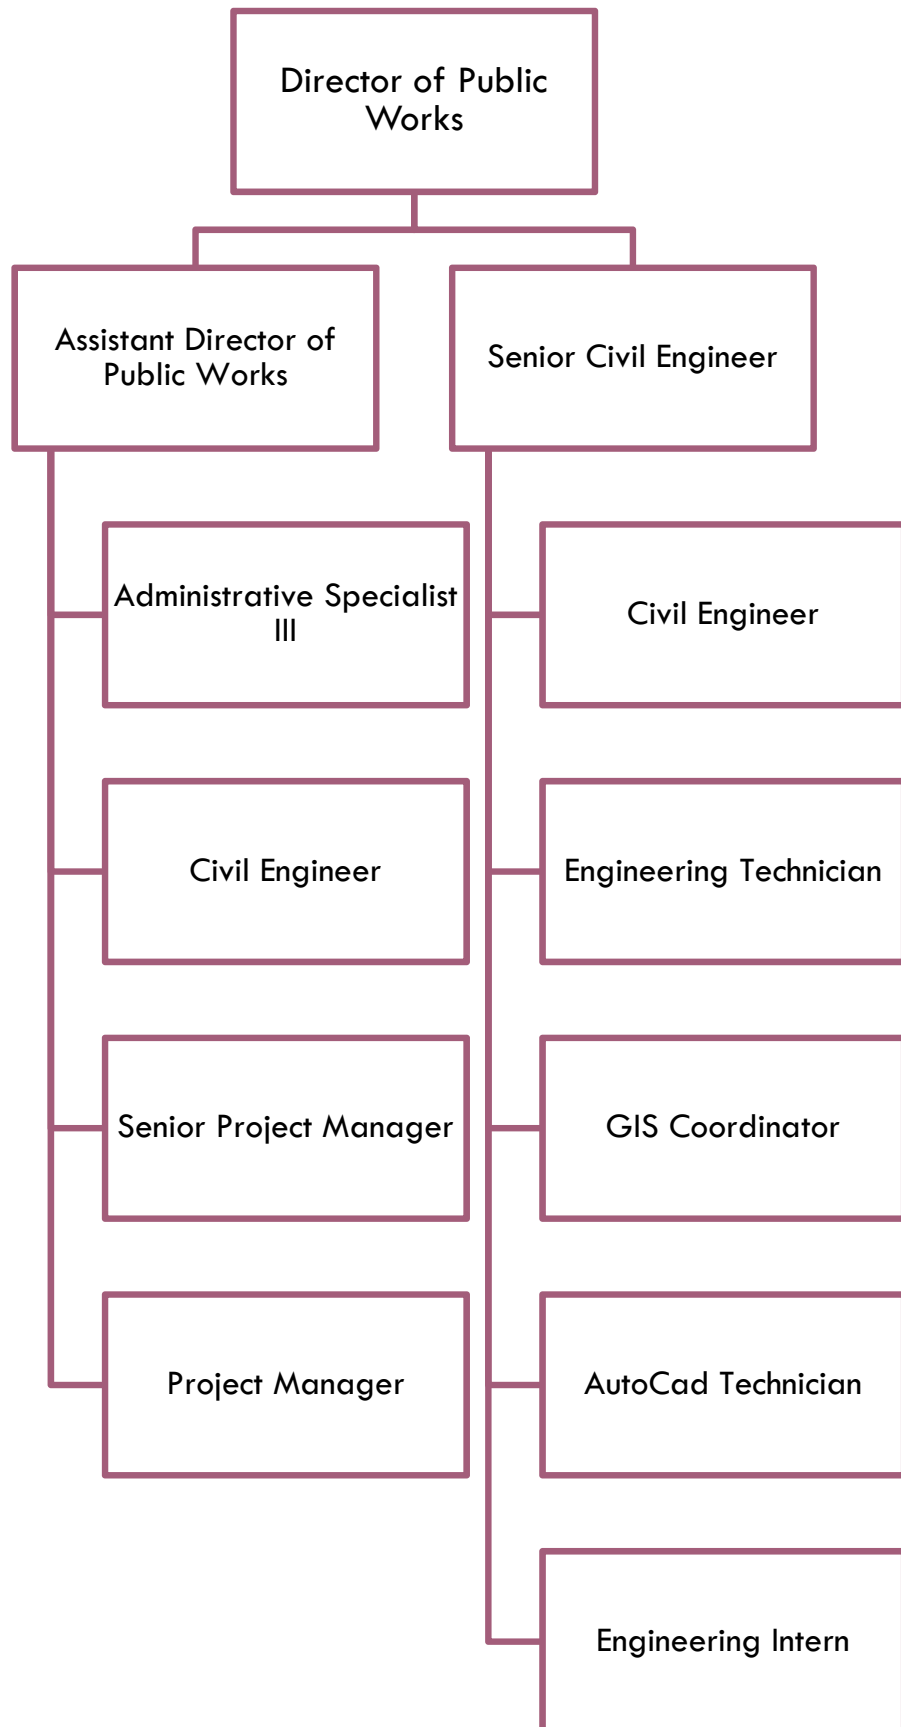 Director of Public
Works
Assistant Director of
Public Works
Senior Civil Engineer
Administrative Specialist
III
Civil Engineer
Senior Project Manager
Project Manager
Civil Engineer
Engineering Technician
GIS Coordinator
AutoCad Technician
Engineering Intern